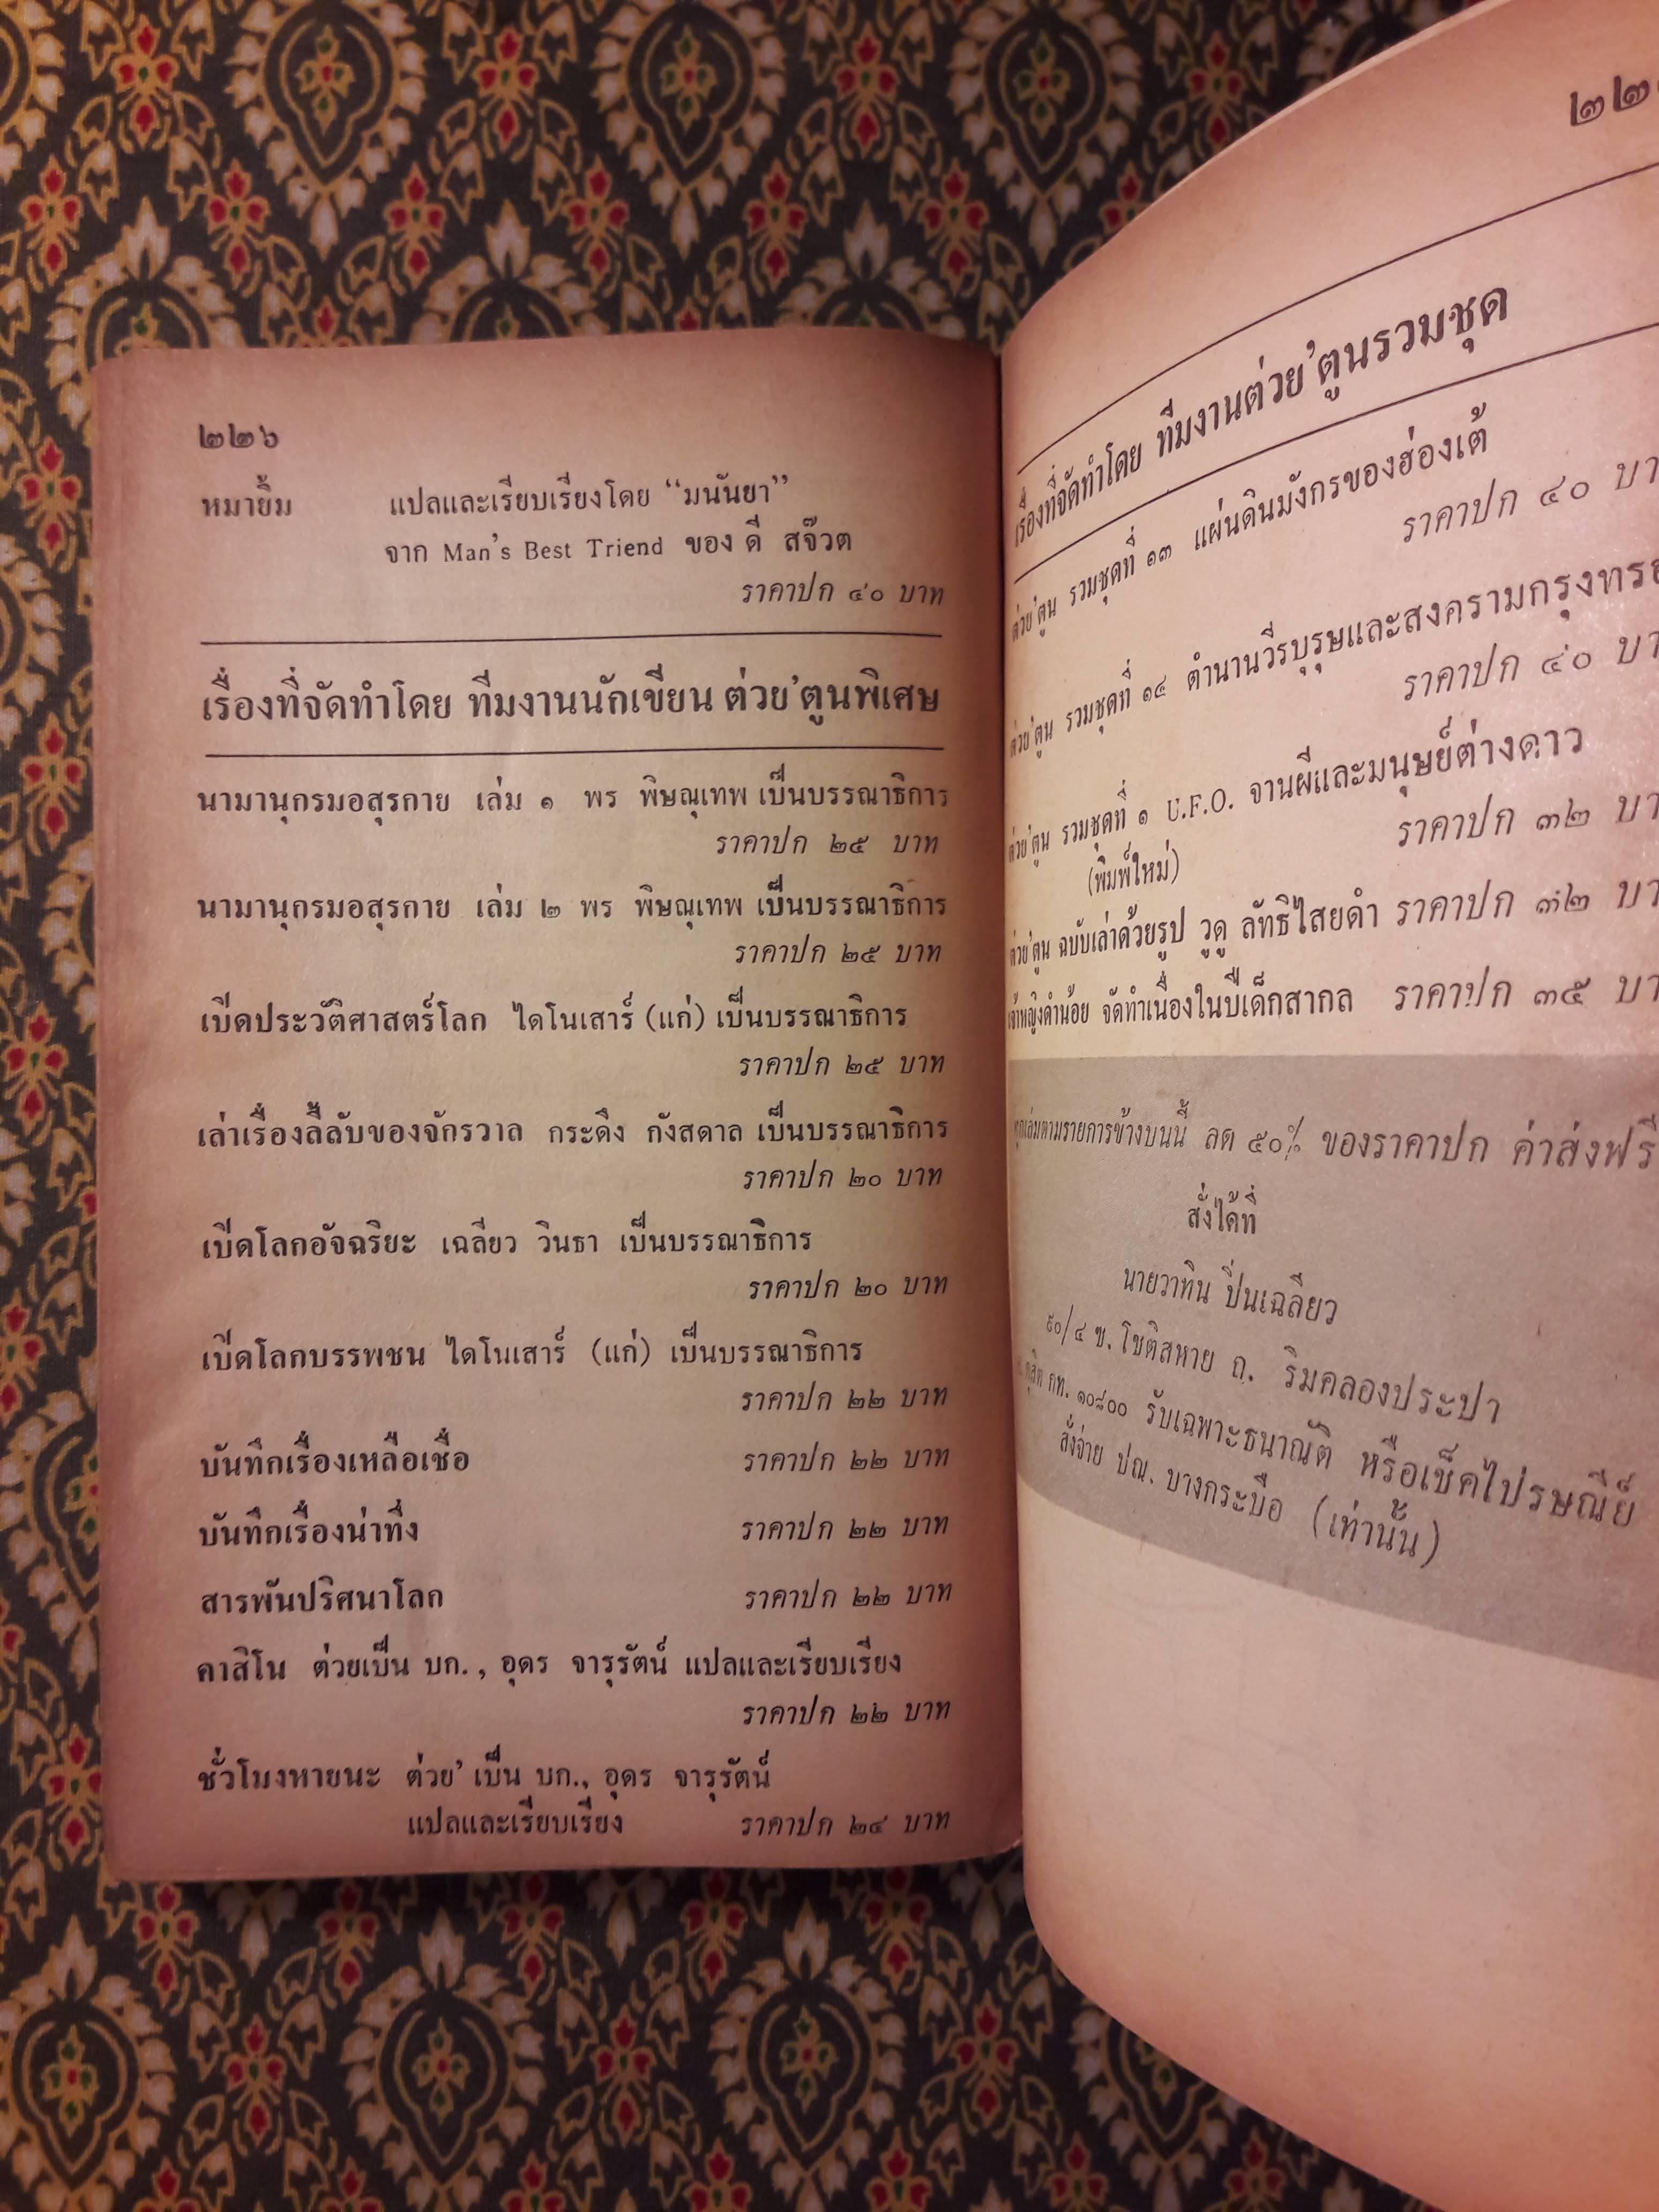 ๒๒๖
หมายิ้ม แปลและเรียบเรียงโดย “มนันยา”
จาก Man's Best Triend ของ ดี สจ๊วต
ราคาปก ๔๐ บาท
เรื่องที่จัดทำโดย ทีมงานนักเขียน ต่วย'ตูนพิเศษ
นามานุกรมอสุรกาย เล่ม ๑ พร พิษณุเทพ เป็นบรรณาธิการ
ราคาปก ๒๕ บาท
นามานุกรมอสุรกาย เล่ม ๒ พร พิษณุเทพ เป็นบรรณาธิการ
ราคาปก ๒๕ บาท
เปิดประวัติศาสตร์โลก ไดโนเสาร์ (แก่) เป็นบรรณาธิการ
ราคาปก ๒๕ บาท
เล่าเรื่องลี้ลับของจักรวาล กระดึง กังสดาล เป็นบรรณาธิการ
ราคาปก ๒๐ บาท
เปิดโลกอัจฉริยะ เฉลียว วินธา เป็นบรรณาธิการ
ราคาปก ๒๐ บาท
เปิดโลกบรรพชน ไดโนเสาร์ (แก่) เป็นบรรณาธิการ
ราคาปก ๒๒ บาท
บันทึกเรื่องเหลือเชื่อ ราคาปก ๒๒ บาท
บันทึกเรื่องน่าทึ่ง ราคาปก ๒๒ บาท
สารพันปริศนาโลก ราคาปก ๒๒ บาท
คาสิโน ต่วยเป็น บก., อุดร จารุรัตน์ แปลและเรียบเรียง
ราคาปก ๒๒ บาท
ชั่วโมงหายนะ ต่วย' เป็น บก., อุดร จารุรัตน์
แปลและเรียบเรียง ราคาปก ๒๔ บาท
เรื่องที่จัดทำโดย ทีมงานต่วย'ตูนรวมชุด
ต่วย'ตูน รวมชุดที่ ๑๓ แผ่นดินมังกรของฮ่องเต้
ราคาปก ๔๐
ต่วย'ตูน รวมชุดที่ ๑๔ ตำนานวีรบุรุษและสงครามกรุงทรอย
ราคาปก ๔๐
ต่วย'ตูน รวมชุดที่ ๑ U.F.O. จานผีและมนุษย์ต่างดาว
(พิมพ์ใหม่) ราคาปก ๓๒
ต่วย'ตูน ฉบับเล่าด้วยรูป วูดู ลัทธิไสยดำ ราคาปก ๓๒
เจ้าหญิงดำน้อย จัดทำเนื่องในปีเด็กสากล ราคาปก ๓๕
ทุกเล่มตามรายการข้างบนนี้ ลด ๕๐% ของราคาปก ค่าส่งฟรี
สั่งได้ที่
นายวาทิน ปิ่นเฉลียว
๙๐/๔ ซ. โชติสหาย ถ. ริมคลองประปา
ดุสิต กท. ๑๐๘๐๐ รับเฉพาะธนาณัติ หรือเช็คไปรษณีย์
สั่งจ่าย ปณ. บางกระบือ (เท่านั้น)